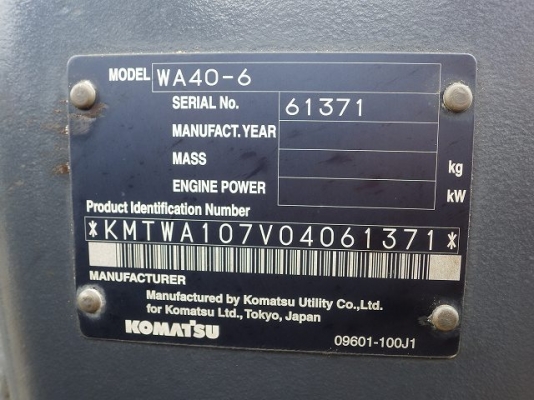 MODEL WA40-6
SERIAL No. 61371
MANUFACT. YEAR
MASS kg
ENGINE POWER kW
Product Identification Number
*KMTWA107V04061371*
MANUFACTURER
Manufactured by Komatsu Utility Co.,Ltd.
for Komatsu Ltd.,Tokyo, Japan
KOMATSU 09601-100J1